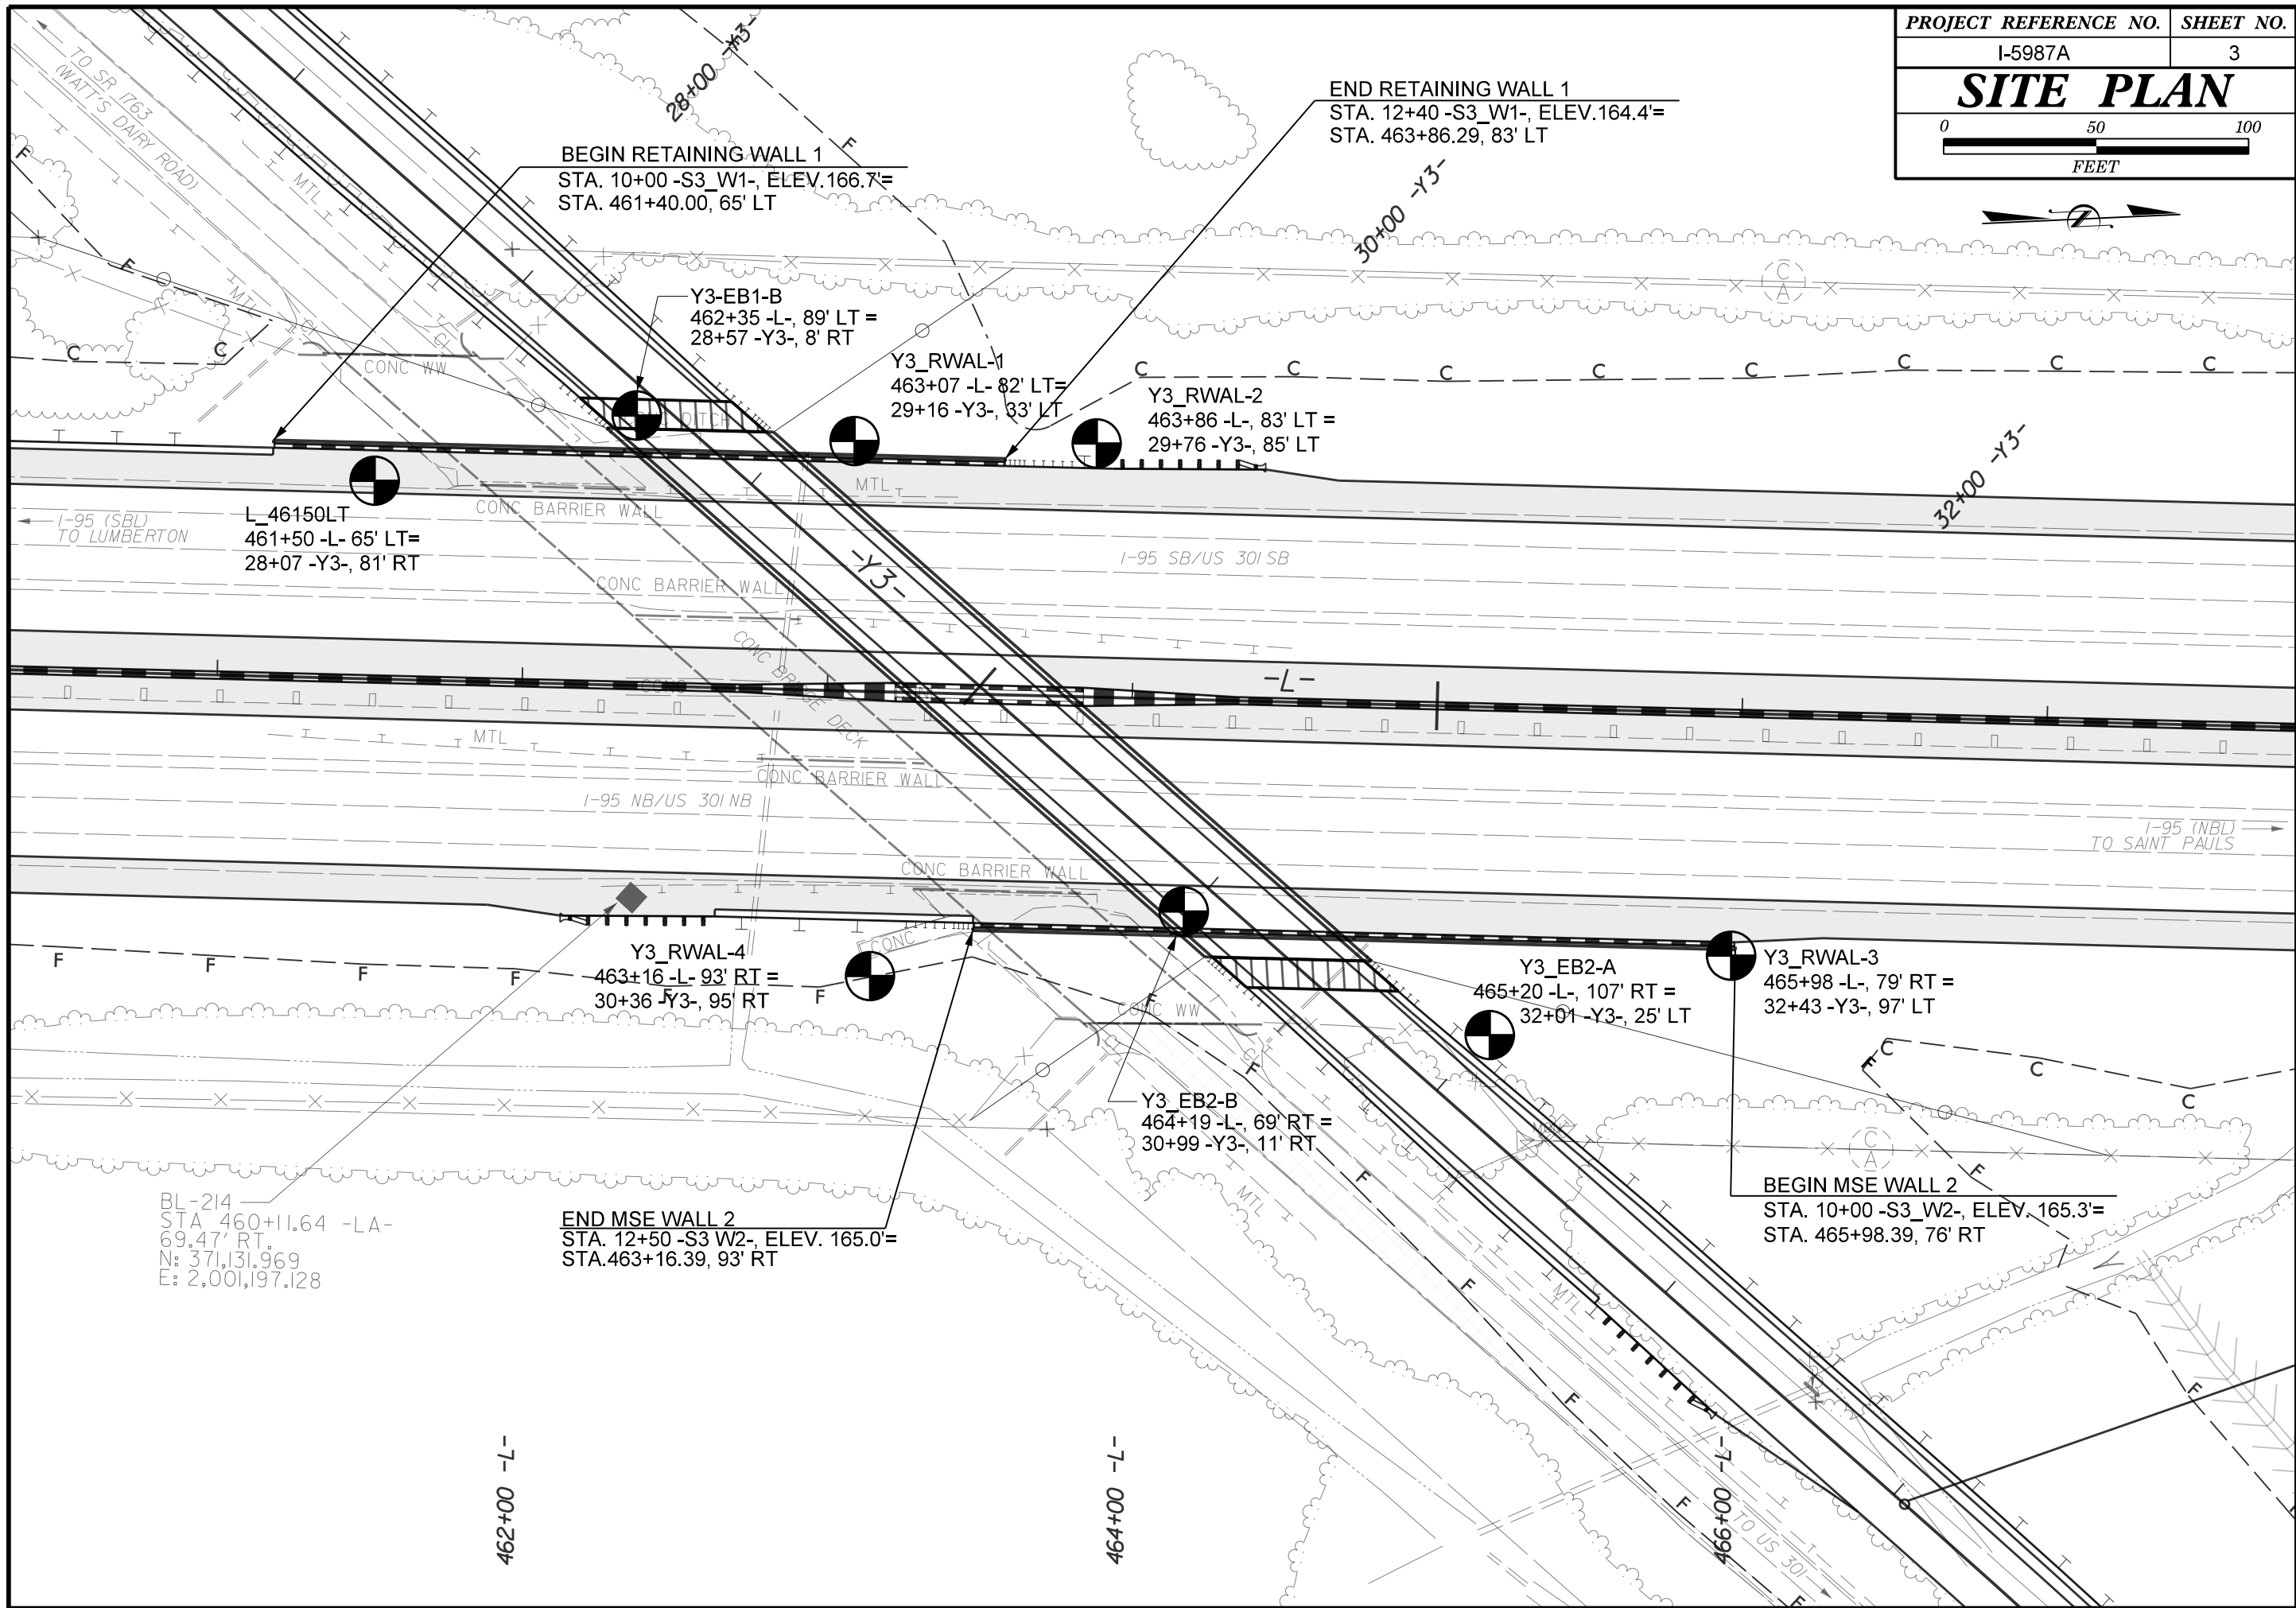 PROJECT REFERENCE NO. SHEET NO.
I-5987A 3
SITE PLAN
0 50 100
FEET
28+00 -Y3-
TO SR 1763
(WATT'S DAIRY ROAD)
BEGIN RETAINING WALL 1
STA. 10+00 -S3_W1-, ELEV.166.7'=
STA. 461+40.00, 65' LT
END RETAINING WALL 1
STA. 12+40 -S3_W1-, ELEV.164.4'=
STA. 463+86.29, 83' LT
30+00 -Y3-
F
F
F
MTL
MTL
C
A
Y3-EB1-B
462+35 -L-, 89' LT =
28+57 -Y3-, 8' RT
Y3_RWAL-1
463+07 -L- 82' LT=
29+16 -Y3-, 33' LT
Y3_RWAL-2
463+86 -L-, 83' LT =
29+76 -Y3-, 85' LT
C C C C C C C C C C
CONC WW
DITCH
MTL
32+00 -Y3-
CONC BARRIER WALL
L_46150LT
461+50 -L- 65' LT=
28+07 -Y3-, 81' RT
I-95 (SBL)
TO LUMBERTON
-Y3-
I-95 SB/US 301 SB
CONC BARRIER WALL
CONC BRIDGE DECK
-L-
MTL
CONC BARRIER WALL
I-95 NB/US 301 NB
I-95 (NBL)
TO SAINT PAULS
CONC BARRIER WALL
CONC
Y3_RWAL-4
463+16 -L- 93' RT =
30+36 -Y3-, 95' RT
F F F F F F F
Y3_EB2-A
465+20 -L-, 107' RT =
32+01 -Y3-, 25' LT
Y3_RWAL-3
465+98 -L-, 79' RT =
32+43 -Y3-, 97' LT
CONC WW
F
F C
C
C
Y3_EB2-B
464+19 -L-, 69' RT =
30+99 -Y3-, 11' RT
C
A
F
F
MTL
BL-214
STA 460+11.64 -LA-
69.47' RT.
N: 371,131.969
E: 2,001,197.128
END MSE WALL 2
STA. 12+50 -S3 W2-, ELEV. 165.0'=
STA.463+16.39, 93' RT
BEGIN MSE WALL 2
STA. 10+00 -S3_W2-, ELEV. 165.3'=
STA. 465+98.39, 76' RT
F
MTL
F
F
462+00 -L-
464+00 -L-
466+00 -L-
F
TO US 301
F